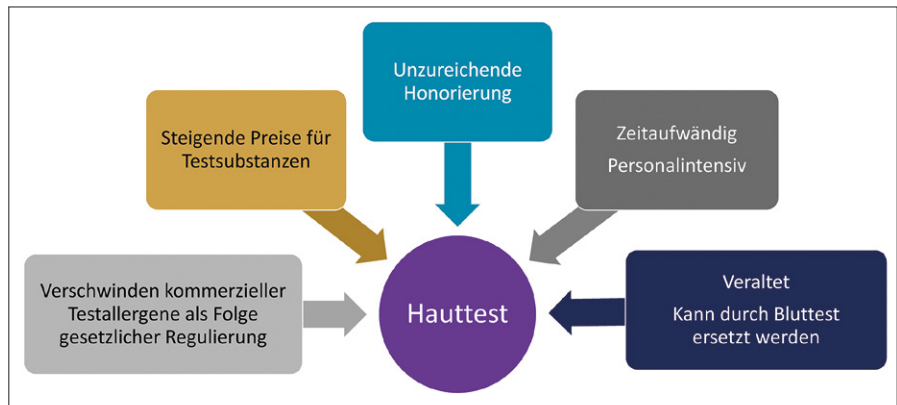 Unzureichende
Honorierung
Steigende Preise für
Testsubstanzen
Zeitaufwändig
Personalintensiv
Verschwinden kommerzieller
Testallergene als Folge
gesetzlicher Regulierung
Hauttest
Veraltet
Kann durch Bluttest
ersetzt werden